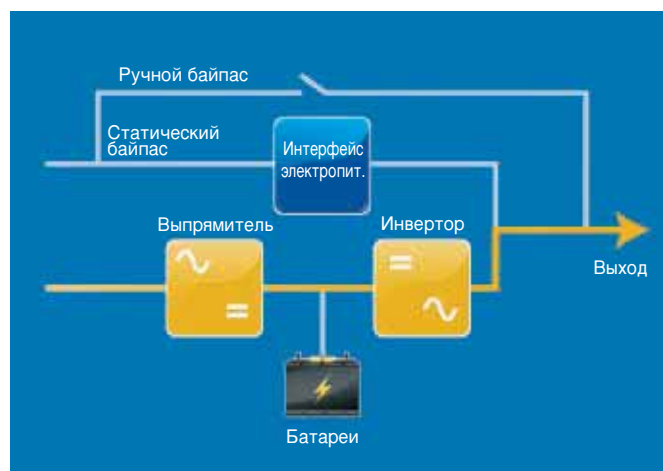 Ручной байпас
Статический
байпас
Интерфейс
электропит.
Выпрямитель
Инвертор
Выход
Батареи